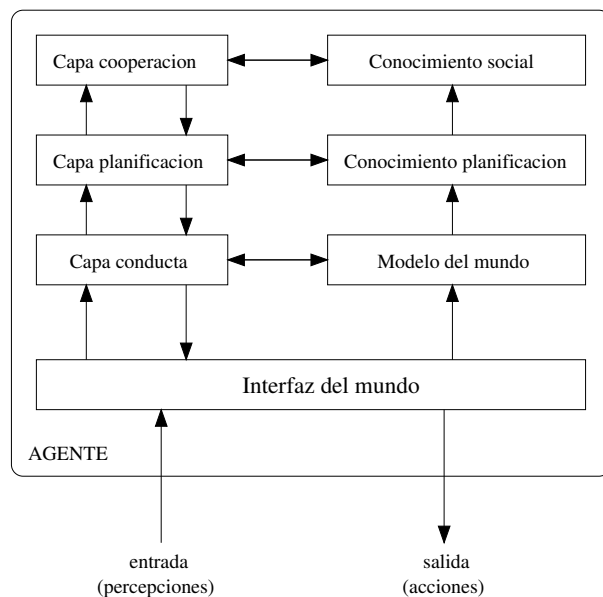 Capa cooperacion
Conocimiento social
Capa planificacion
Conocimiento planificacion
Capa conducta
Modelo del mundo
Interfaz del mundo
AGENTE
entrada
(percepciones)
salida
(acciones)